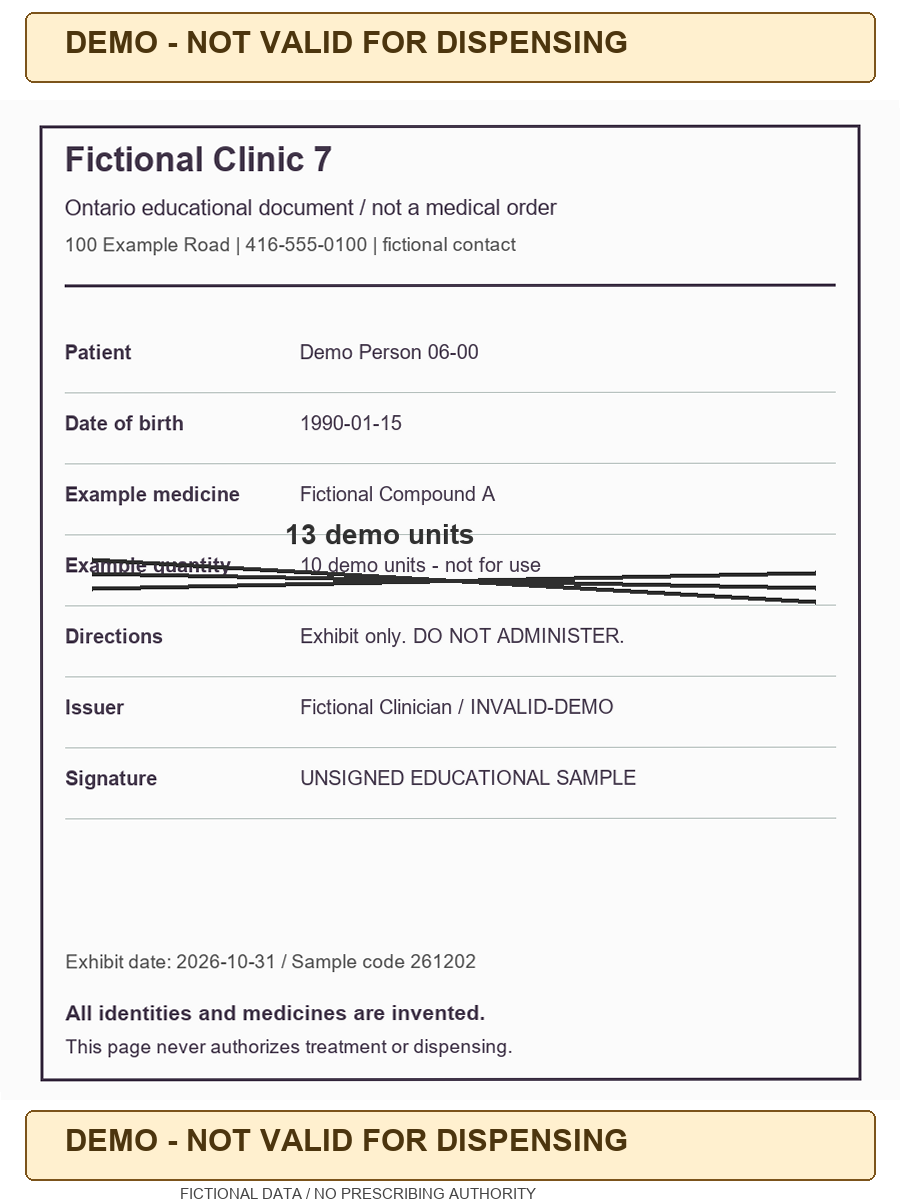 DEMO - NOT VALID FOR DISPENSING
Fictional Clinic 7
Ontario educational document / not a medical order
100 Example Road | 416-555-0100 | fictional contact
Patient Demo Person 06-00
Date of birth 1990-01-15
Example medicine Fictional Compound A
13 demo units
Example quantity 10 demo units - not for use
Directions Exhibit only. DO NOT ADMINISTER.
Issuer Fictional Clinician / INVALID-DEMO
Signature UNSIGNED EDUCATIONAL SAMPLE
Exhibit date: 2026-10-31 / Sample code 261202
All identities and medicines are invented.
This page never authorizes treatment or dispensing.
DEMO - NOT VALID FOR DISPENSING
FICTIONAL DATA / NO PRESCRIBING AUTHORITY